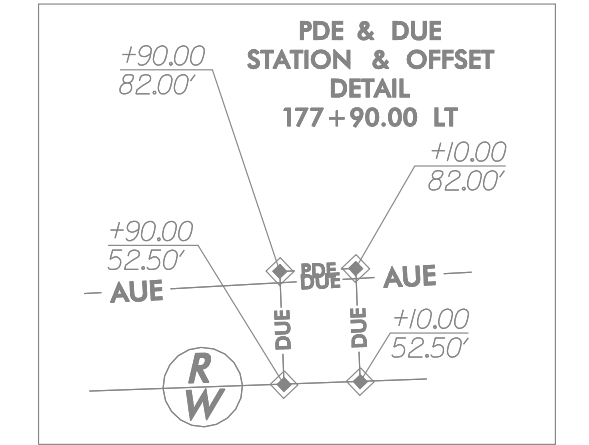 PDE & DUE
STATION & OFFSET
DETAIL
177+90.00 LT
+90.00
82.00'
+10.00
82.00'
+90.00
52.50'
PDE
DUE
AUE
AUE
DUE
DUE
+10.00
52.50'
R
W